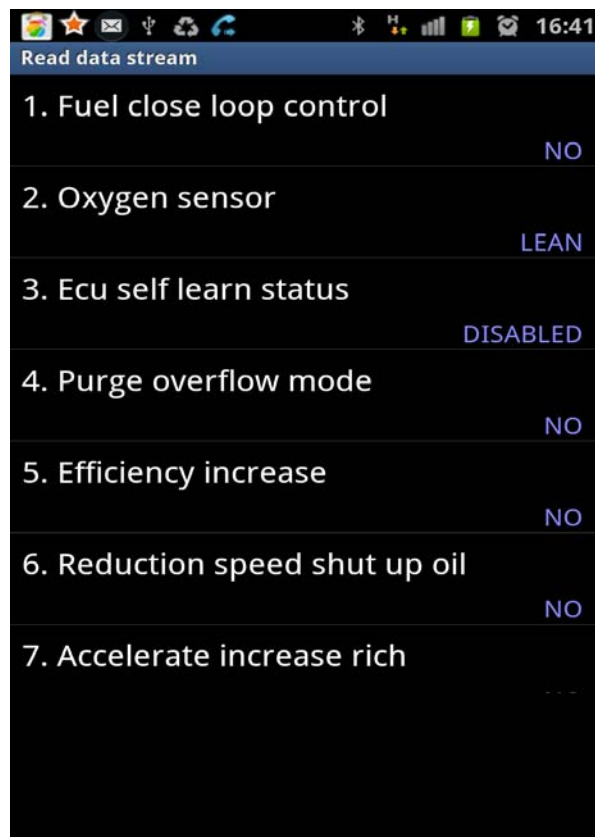 H
16:41
Read data stream
1. Fuel close loop control
NO
2. Oxygen sensor
LEAN
3. Ecu self learn status
DISABLED
4. Purge overflow mode
NO
5. Efficiency increase
NO
6. Reduction speed shut up oil
NO
7. Accelerate increase rich